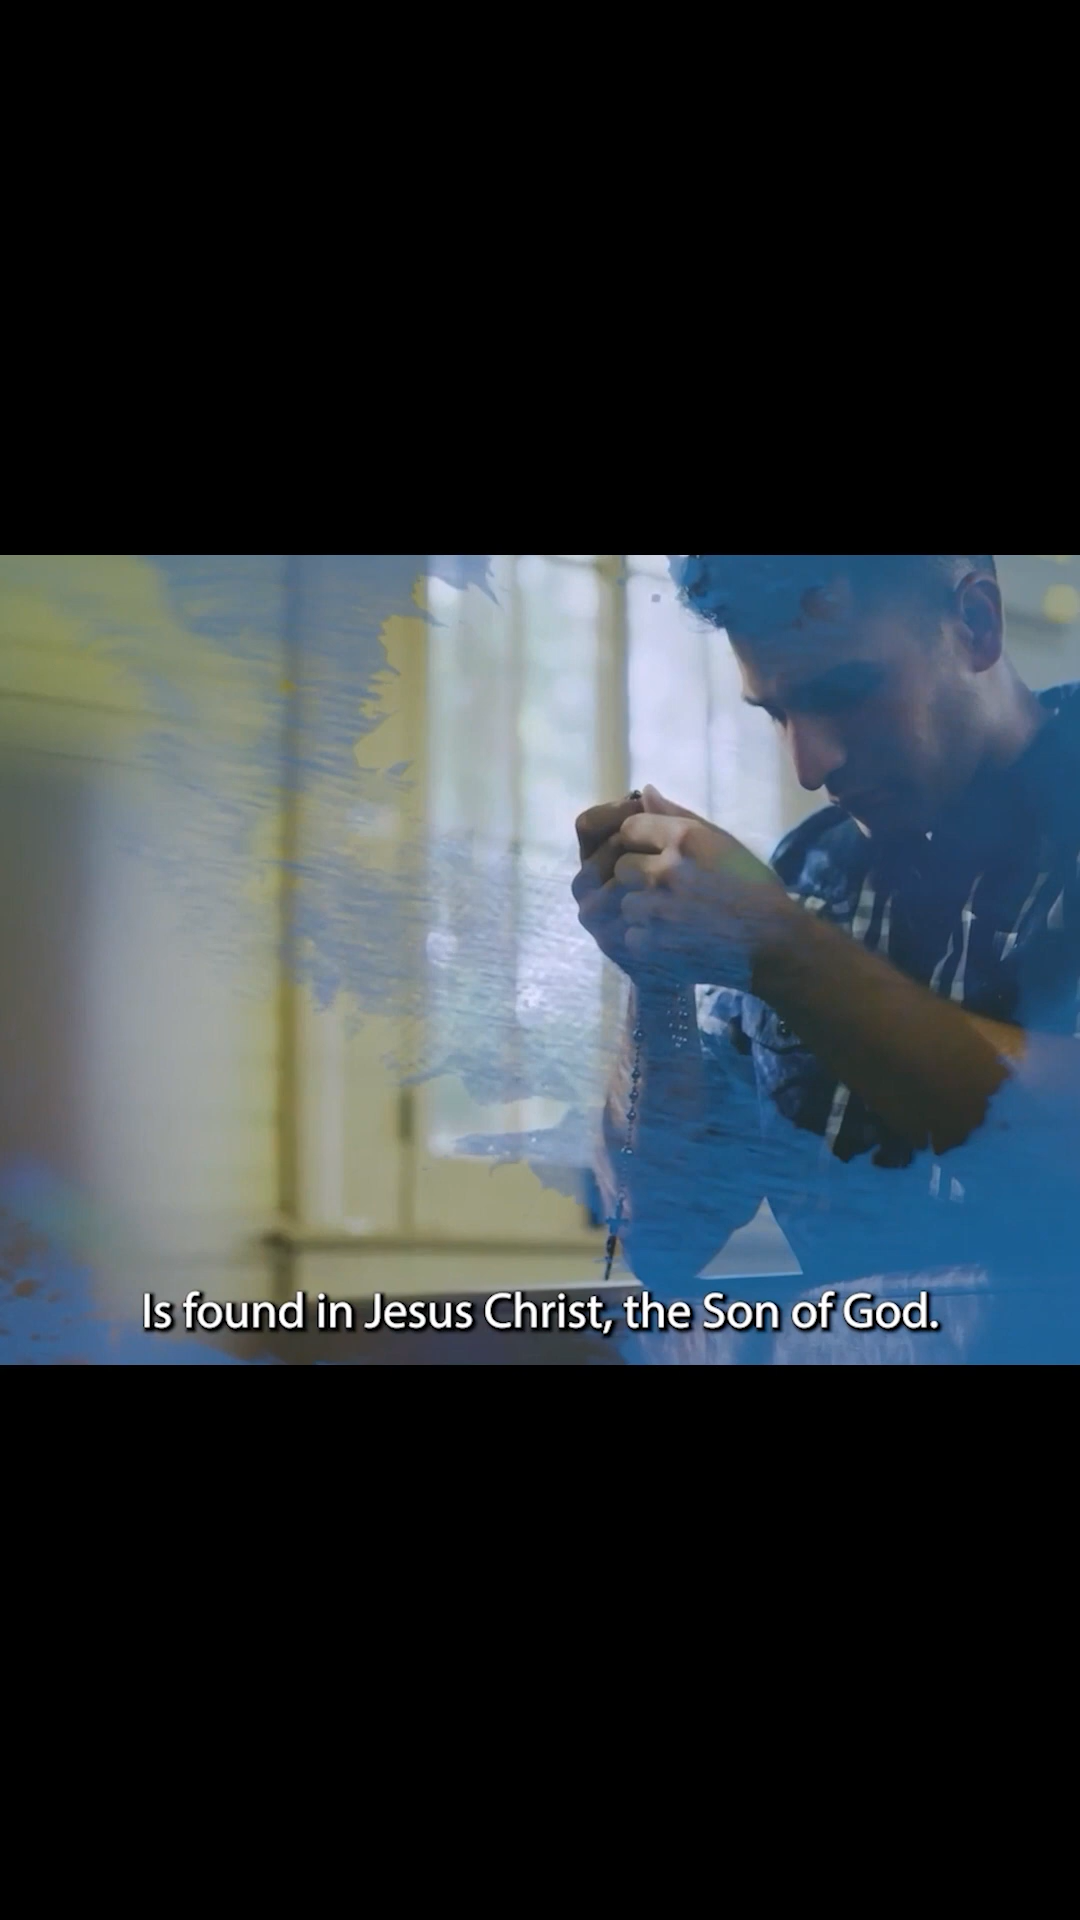 Is found in Jesus Christ, the Son of God.